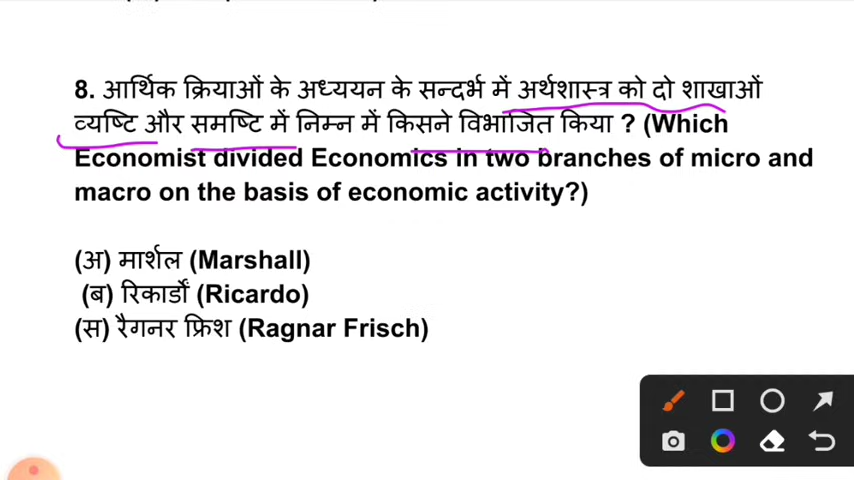 8. आर्थिक क्रियाओं के अध्ययन के सन्दर्भ में अर्थशास्त्र को दो शाखाओं
व्यष्टि और समष्टि में निम्न में किसने विभाजित किया ? (Which
Economist divided Economics in two branches of micro and
macro on the basis of economic activity?)
(अ) मार्शल (Marshall)
(ब) रिकार्डों (Ricardo)
(स) रैगनर फ्रिश (Ragnar Frisch)